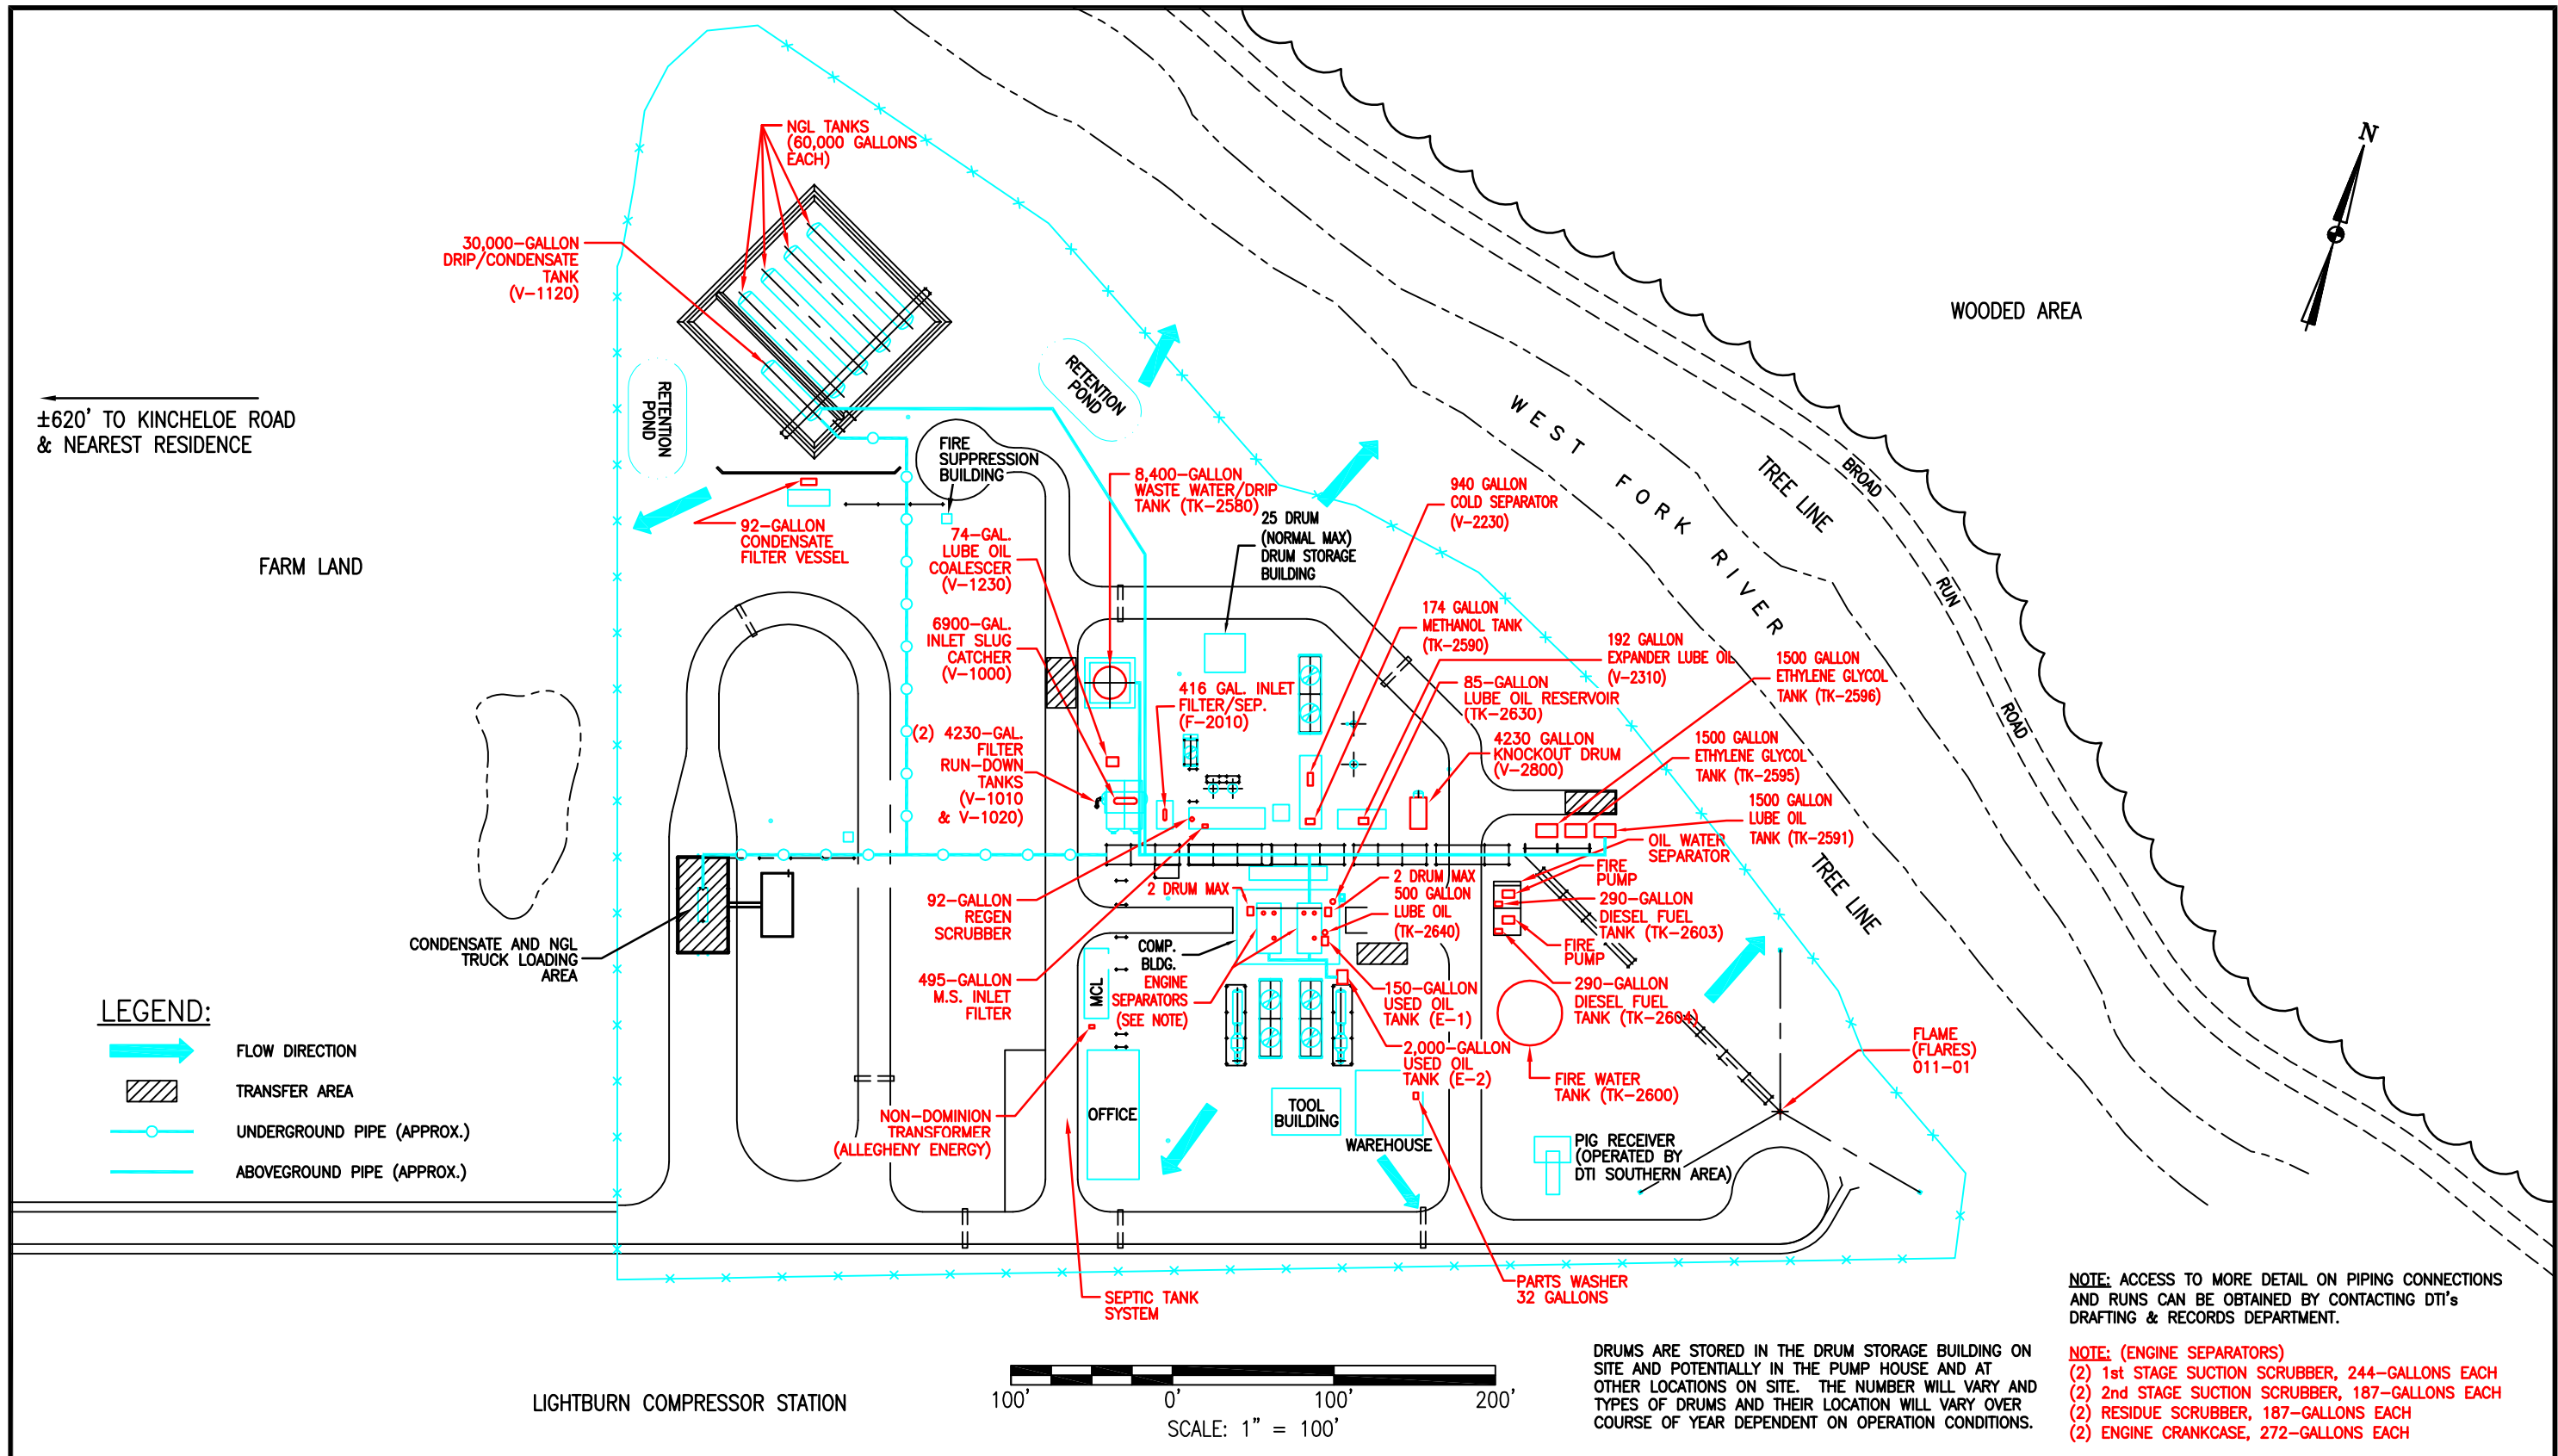 NGL TANKS
(60,000 GALLONS
EACH)
30,000-GALLON
DRIP/CONDENSATE
TANK
(V-1120)
N
WOODED AREA
±620' TO KINCHELOE ROAD
& NEAREST RESIDENCE
RETENTION
POND
RETENTION
POND
FIRE
SUPPRESSION
BUILDING
WEST FORK RIVER
TREE LINE
BROAD
RUN
ROAD
TREE LINE
FARM LAND
92-GALLON
CONDENSATE
FILTER VESSEL
8,400-GALLON
WASTE WATER/DRIP
TANK (TK-2580)
25 DRUM
(NORMAL MAX)
DRUM STORAGE
BUILDING
940 GALLON
COLD SEPARATOR
(V-2230)
74-GAL.
LUBE OIL
COALESCER
(V-1230)
6900-GAL.
INLET SLUG
CATCHER
(V-1000)
174 GALLON
METHANOL TANK
(TK-2590)
192 GALLON
EXPANDER LUBE OIL
(V-2310)
1500 GALLON
ETHYLENE GLYCOL
TANK (TK-2596)
416 GAL. INLET
FILTER/SEP.
(F-2010)
85-GALLON
LUBE OIL RESERVOIR
(TK-2630)
(2) 4230-GAL.
FILTER
RUN-DOWN
TANKS
(V-1010
& V-1020)
4230 GALLON
KNOCKOUT DRUM
(V-2800)
1500 GALLON
ETHYLENE GLYCOL
TANK (TK-2595)
1500 GALLON
LUBE OIL
TANK (TK-2591)
OIL WATER
SEPARATOR
FIRE
PUMP
290-GALLON
DIESEL FUEL
TANK (TK-2603)
FIRE
PUMP
290-GALLON
DIESEL FUEL
TANK (TK-2604)
2 DRUM MAX
2 DRUM MAX
500 GALLON
LUBE OIL
(TK-2640)
92-GALLON
REGEN
SCRUBBER
CONDENSATE AND NGL
TRUCK LOADING
AREA
COMP.
BLDG.
ENGINE
SEPARATORS
(SEE NOTE)
495-GALLON
M.S. INLET
FILTER
MCL
150-GALLON
USED OIL
TANK (E-1)
2,000-GALLON
USED OIL
TANK (E-2)
FIRE WATER
TANK (TK-2600)
FLAME
(FLARES)
011-01
LEGEND:
FLOW DIRECTION
TRANSFER AREA
UNDERGROUND PIPE (APPROX.)
ABOVEGROUND PIPE (APPROX.)
NON-DOMINION
TRANSFORMER
(ALLEGHENY ENERGY)
OFFICE
TOOL
BUILDING
WAREHOUSE
PIG RECEIVER
(OPERATED BY
DTI SOUTHERN AREA)
SEPTIC TANK
SYSTEM
PARTS WASHER
32 GALLONS
NOTE: ACCESS TO MORE DETAIL ON PIPING CONNECTIONS
AND RUNS CAN BE OBTAINED BY CONTACTING DTI's
DRAFTING & RECORDS DEPARTMENT.
LIGHTBURN COMPRESSOR STATION
100' 0' 100' 200'
SCALE: 1" = 100'
DRUMS ARE STORED IN THE DRUM STORAGE BUILDING ON
SITE AND POTENTIALLY IN THE PUMP HOUSE AND AT
OTHER LOCATIONS ON SITE. THE NUMBER WILL VARY AND
TYPES OF DRUMS AND THEIR LOCATION WILL VARY OVER
COURSE OF YEAR DEPENDENT ON OPERATION CONDITIONS.
NOTE: (ENGINE SEPARATORS)
(2) 1st STAGE SUCTION SCRUBBER, 244-GALLONS EACH
(2) 2nd STAGE SUCTION SCRUBBER, 187-GALLONS EACH
(2) RESIDUE SCRUBBER, 187-GALLONS EACH
(2) ENGINE CRANKCASE, 272-GALLONS EACH